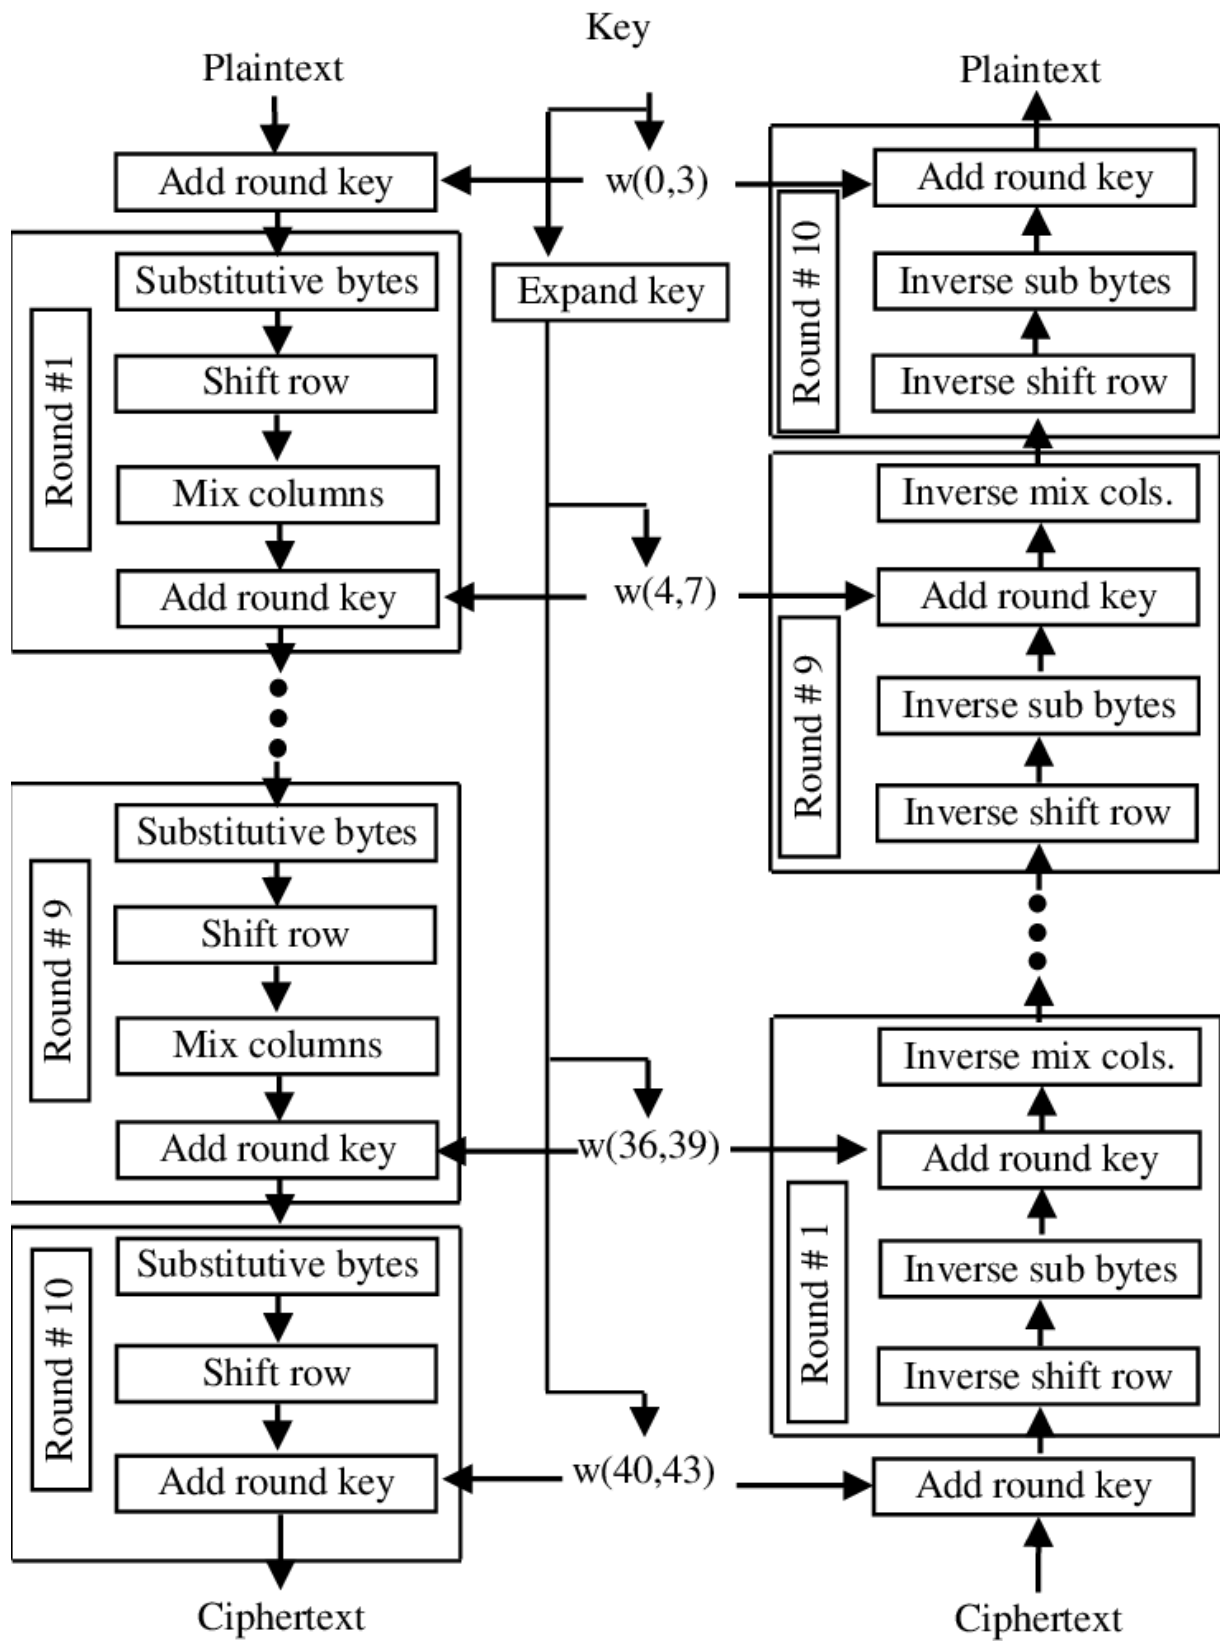 Key
Plaintext
Add round key
Round #1
Substitutive bytes
Shift row
Mix columns
Add round key
Round # 9
Substitutive bytes
Shift row
Mix columns
Add round key
Round # 10
Substitutive bytes
Shift row
Add round key
Ciphertext
w(0,3)
Expand key
w(4,7)
w(36,39)
w(40,43)
Plaintext
Add round key
Inverse sub bytes
Inverse shift row
Round # 10
Inverse mix cols.
Add round key
Inverse sub bytes
Inverse shift row
Round # 9
Inverse mix cols.
Add round key
Inverse sub bytes
Inverse shift row
Round # 1
Add round key
Ciphertext